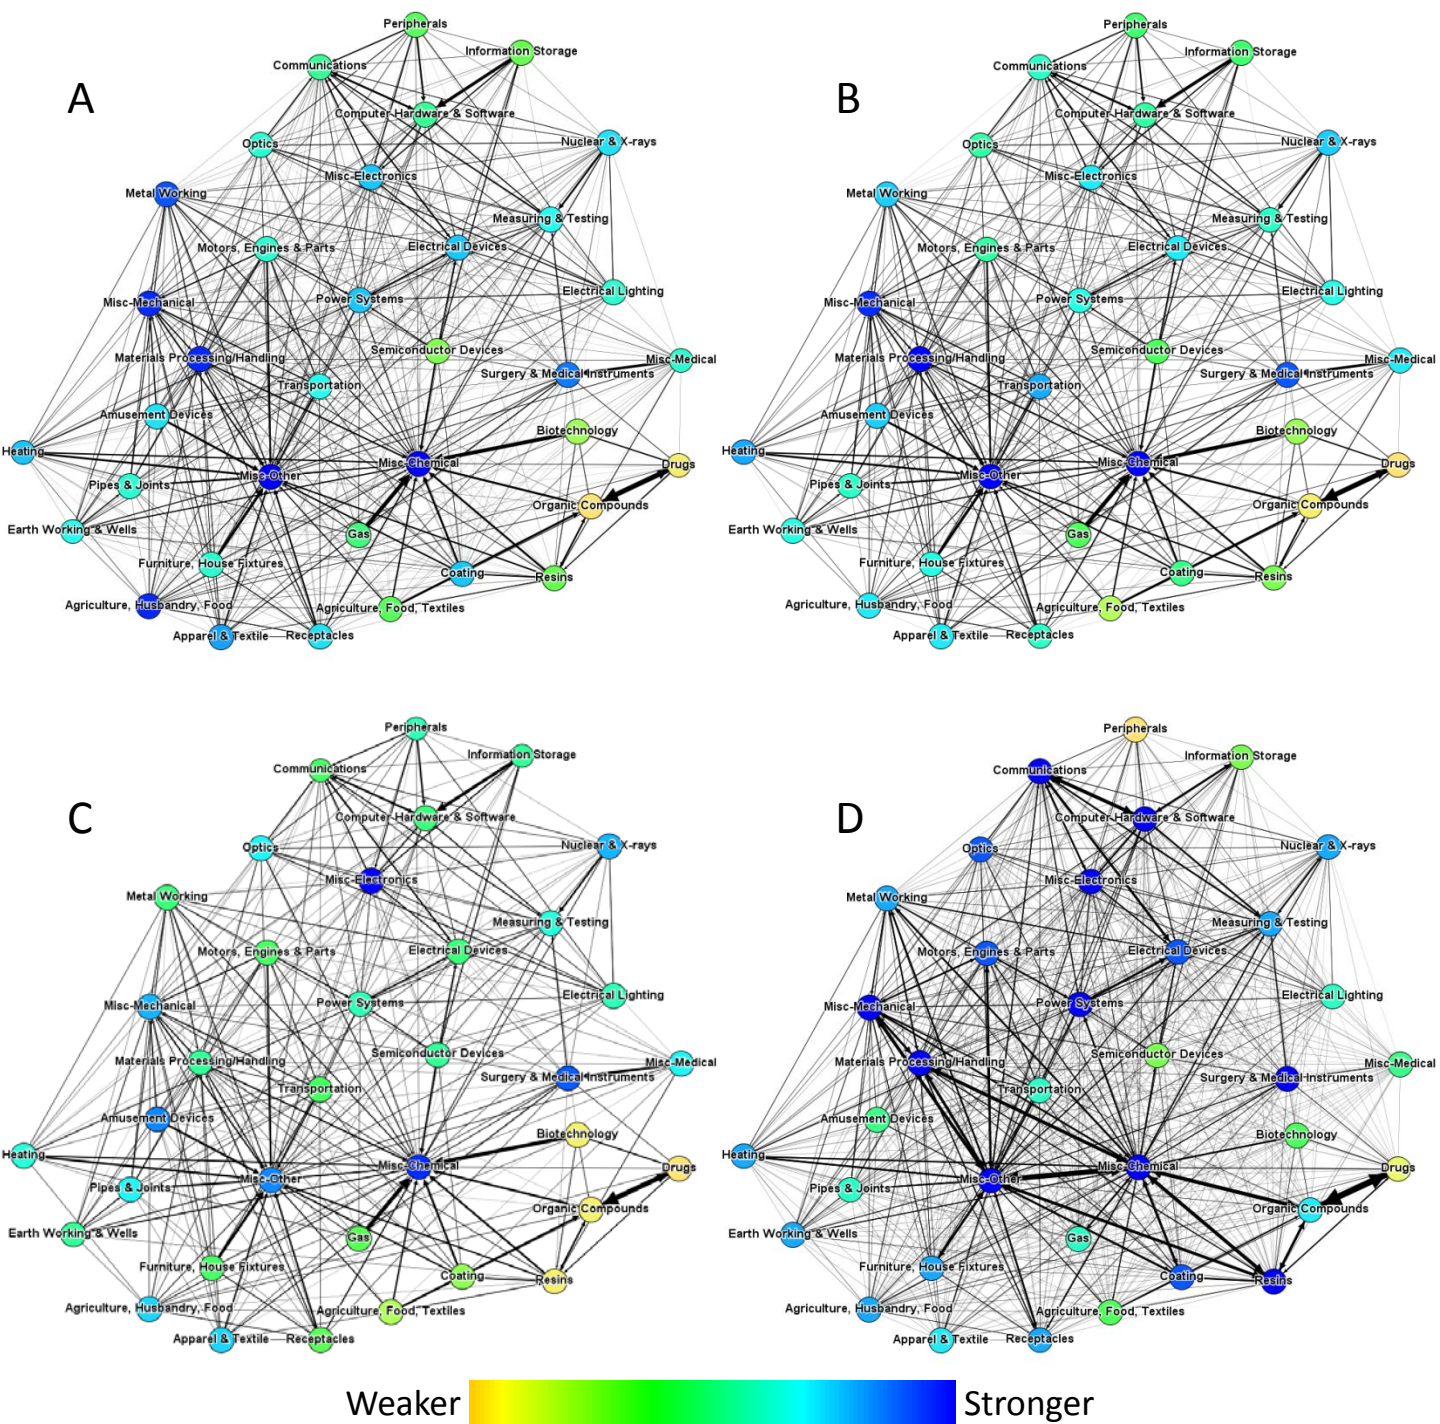 A
Peripherals
Information Storage
Communications
Computer Hardware & Software
Optics
Nuclear & X-rays
Misc-Electronics
Metal Working
Measuring & Testing
Motors, Engines & Parts
Electrical Devices
Electrical Lighting
Misc-Mechanical
Power Systems
Materials Processing/Handling
Semiconductor Devices
Misc-Medical
Surgery & Medical Instruments
Transportation
Amusement Devices
Biotechnology
Heating
Misc-Chemical
Drugs
Misc-Other
Pipes & Joints
Organic Compounds
Earth Working & Wells
Gas
Furniture, House Fixtures
Coating
Resins
Agriculture, Husbandry, Food
Agriculture, Food, Textiles
Apparel & Textile
Receptacles
B
Peripherals
Information Storage
Communications
Computer Hardware & Software
Optics
Nuclear & X-rays
Misc-Electronics
Metal Working
Measuring & Testing
Motors, Engines & Parts
Electrical Devices
Electrical Lighting
Misc-Mechanical
Power Systems
Materials Processing/Handling
Semiconductor Devices
Misc-Medical
Surgery & Medical Instruments
Transportation
Amusement Devices
Biotechnology
Heating
Misc-Chemical
Drugs
Misc-Other
Pipes & Joints
Organic Compounds
Earth Working & Wells
Gas
Furniture, House Fixtures
Coating
Resins
Agriculture, Husbandry, Food
Agriculture, Food, Textiles
Apparel & Textile
Receptacles
C
Peripherals
Information Storage
Communications
Computer Hardware & Software
Optics
Nuclear & X-rays
Misc-Electronics
Metal Working
Measuring & Testing
Motors, Engines & Parts
Electrical Devices
Electrical Lighting
Misc-Mechanical
Power Systems
Materials Processing/Handling
Semiconductor Devices
Misc-Medical
Surgery & Medical Instruments
Transportation
Amusement Devices
Biotechnology
Heating
Misc-Chemical
Drugs
Misc-Other
Pipes & Joints
Organic Compounds
Earth Working & Wells
Gas
Furniture, House Fixtures
Coating
Resins
Agriculture, Husbandry, Food
Agriculture, Food, Textiles
Apparel & Textile
Receptacles
D
Peripherals
Information Storage
Communications
Computer Hardware & Software
Optics
Nuclear & X-rays
Misc-Electronics
Metal Working
Measuring & Testing
Motors, Engines & Parts
Electrical Devices
Electrical Lighting
Misc-Mechanical
Power Systems
Materials Processing/Handling
Semiconductor Devices
Misc-Medical
Surgery & Medical Instruments
Transportation
Amusement Devices
Biotechnology
Heating
Misc-Chemical
Drugs
Misc-Other
Pipes & Joints
Organic Compounds
Earth Working & Wells
Gas
Furniture, House Fixtures
Coating
Resins
Agriculture, Husbandry, Food
Agriculture, Food, Textiles
Apparel & Textile
Receptacles
Weaker
Stronger